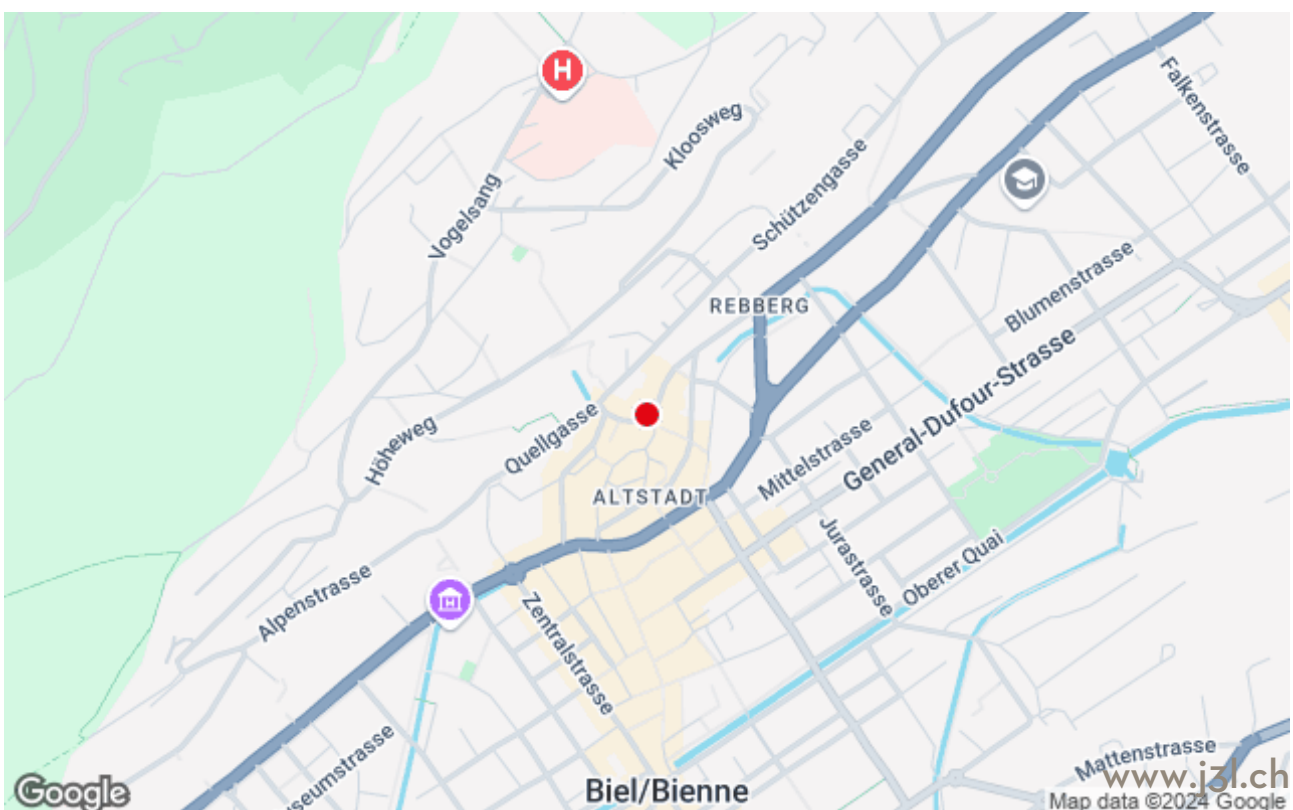 H
Falkenstrasse
Kloosweg
Schützengasse
Vogelsang
Blumenstrasse
REBBERG
General-Dufour-Strasse
Höheweg
Quellgasse
Mittelstrasse
ALTSTADT
Jurastrasse
Oberer Quai
Alpenstrasse
Zentralstrasse
useumstrasse
Mattenstrasse
Biel/Bienne
www.j3l.ch
Google
Map data ©2024 Google